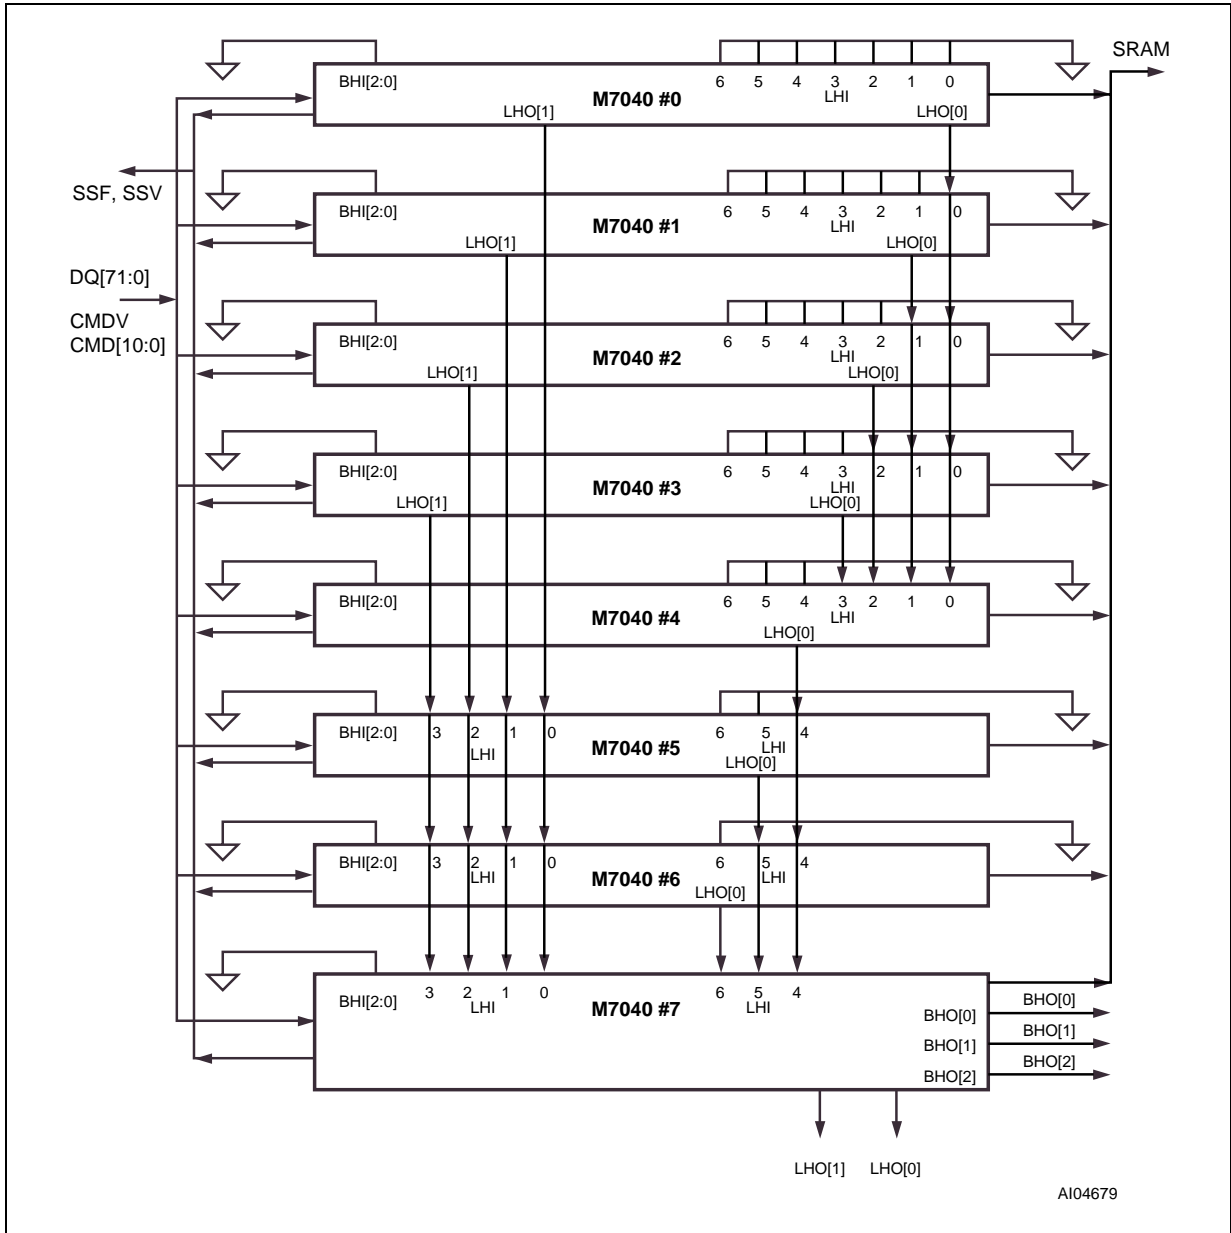 SRAM
BHI[2:0] 6 5 4 3 2 1 0
LHI
M7040 #0
LHO[1] LHO[0]
SSF, SSV
BHI[2:0] 6 5 4 3 2 1 0
LHI
M7040 #1
LHO[1] LHO[0]
DQ[71:0]
CMDV
CMD[10:0]
BHI[2:0] 6 5 4 3 2 1 0
LHI
M7040 #2
LHO[1] LHO[0]
BHI[2:0] 6 5 4 3 2 1 0
LHI
M7040 #3
LHO[1] LHO[0]
BHI[2:0] 6 5 4 3 2 1 0
LHI
M7040 #4
LHO[0]
BHI[2:0] 3 2 1 0 6 5 4
LHI M7040 #5 LHI
LHO[0]
BHI[2:0] 3 2 1 0 6 5 4
LHI M7040 #6 LHI
LHO[0]
BHI[2:0] 3 2 1 0 6 5 4
LHI M7040 #7 LHI
BHO[0] BHO[0]
BHO[1] BHO[1]
BHO[2] BHO[2]
LHO[1] LHO[0]
AI04679